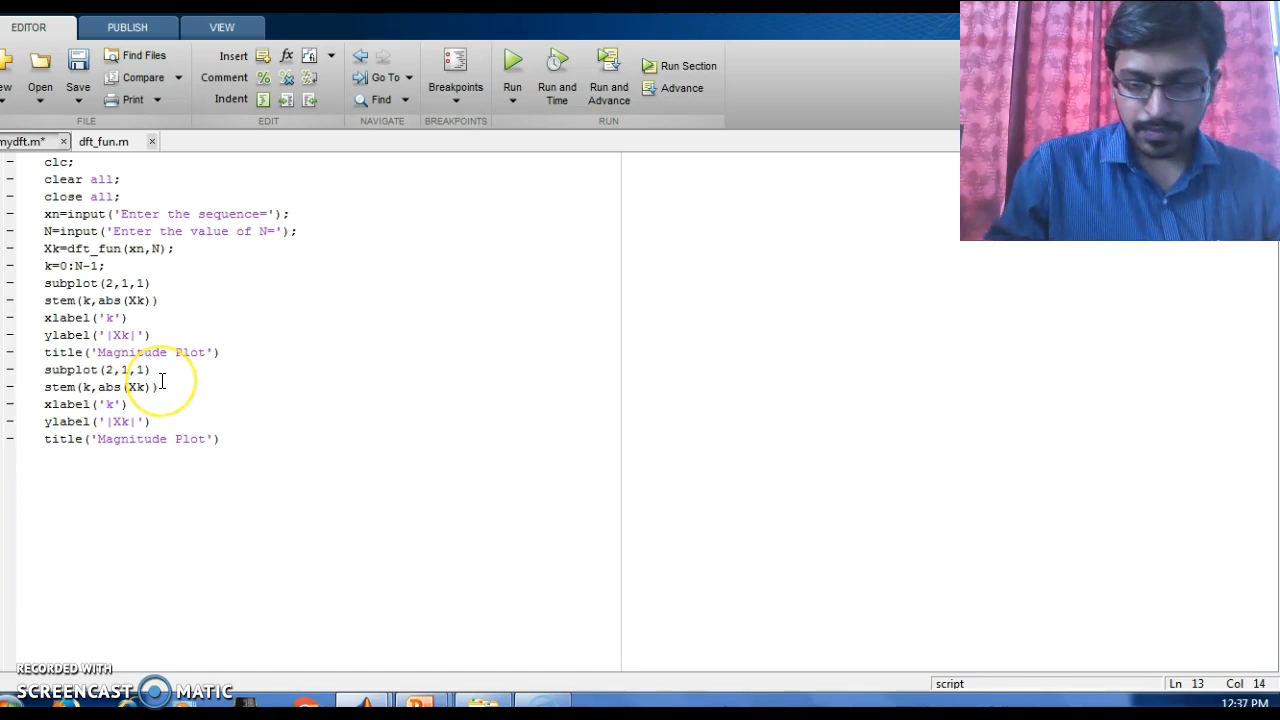 EDITOR PUBLISH VIEW
Find Files Insert fx
Compare Comment Go To Breakpoints Run Run and Run and Run Section
Open Save Print Indent Find Time Advance Advance
FILE EDIT NAVIGATE BREAKPOINTS RUN
mydft.m* × dft_fun.m ×
clc;
clear all;
close all;
xn=input('Enter the sequence=');
N=input('Enter the value of N=');
Xk=dft_fun(xn,N);
k=0:N-1;
subplot(2,1,1)
stem(k,abs(Xk))
xlabel('k')
ylabel('|Xk|')
title('Magnitude Plot')
subplot(2,1,1)
stem(k,abs(Xk))
xlabel('k')
ylabel('|Xk|')
title('Magnitude Plot')
RECORDED WITH
SCREENCAST MATIC
script Ln 13 Col 14
12:37 PM